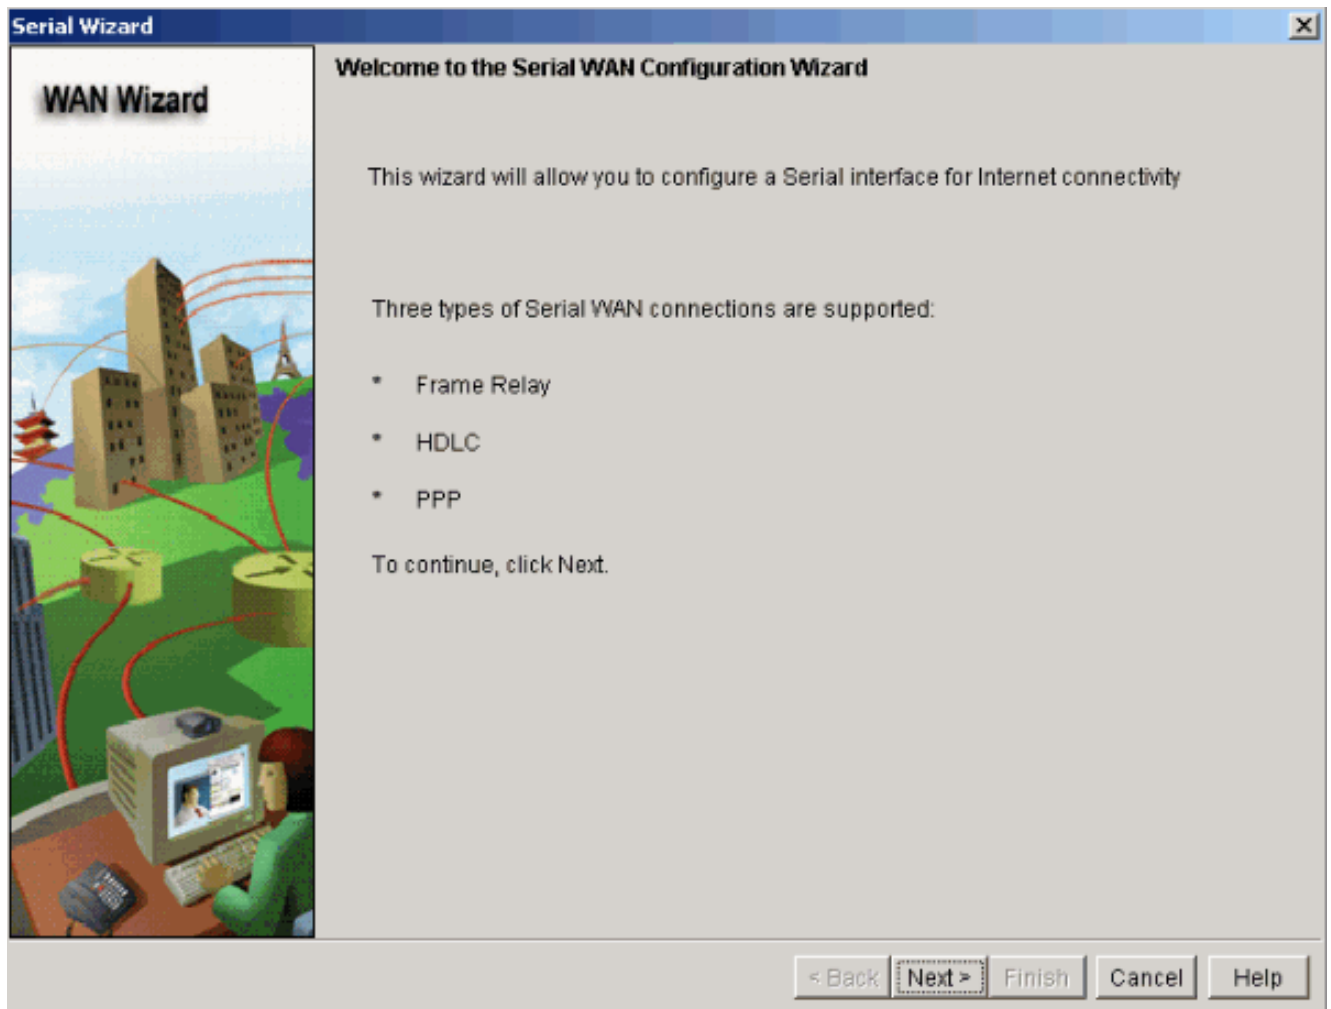 Serial Wizard
WAN Wizard
Welcome to the Serial WAN Configuration Wizard
This wizard will allow you to configure a Serial interface for Internet connectivity
Three types of Serial WAN connections are supported:
* Frame Relay
* HDLC
* PPP
To continue, click Next.
< Back Next > Finish Cancel Help